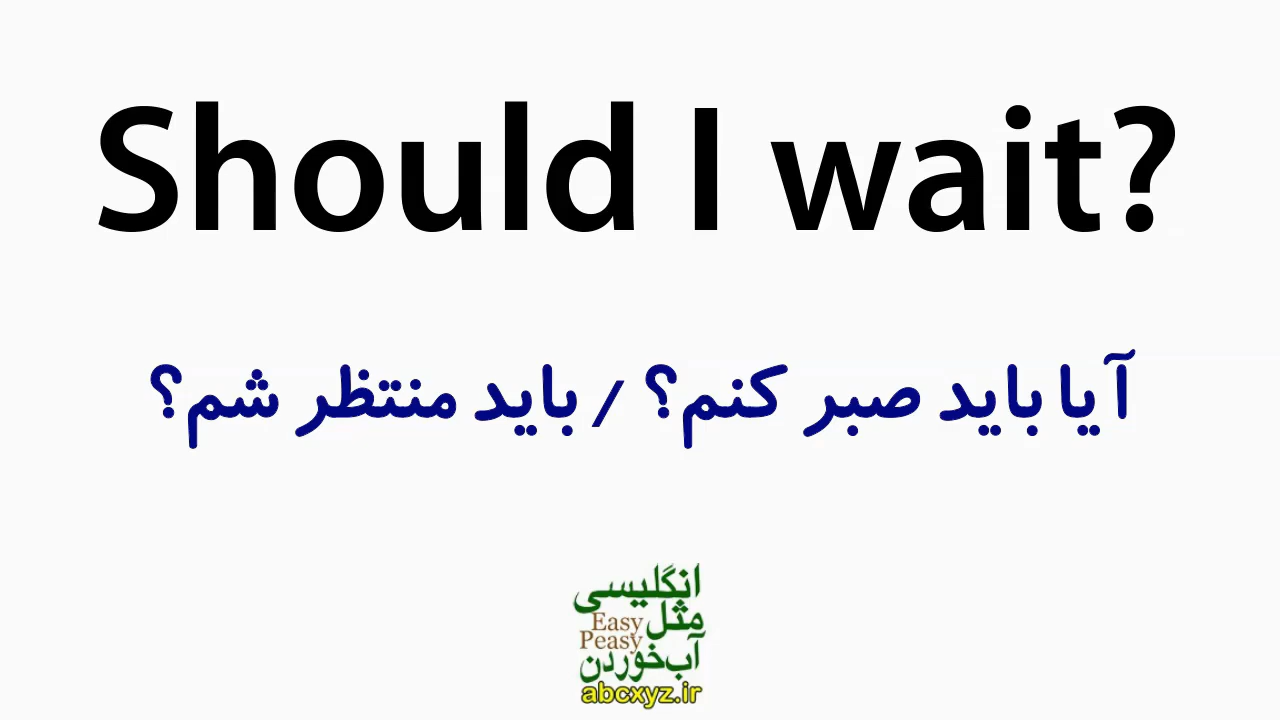 Should I wait?
آیا باید صبر کنم؟ / باید منتظر شم؟
انگلیسی
مثل
Easy
Peasy
آب‌خوردن
abcxyz.ir